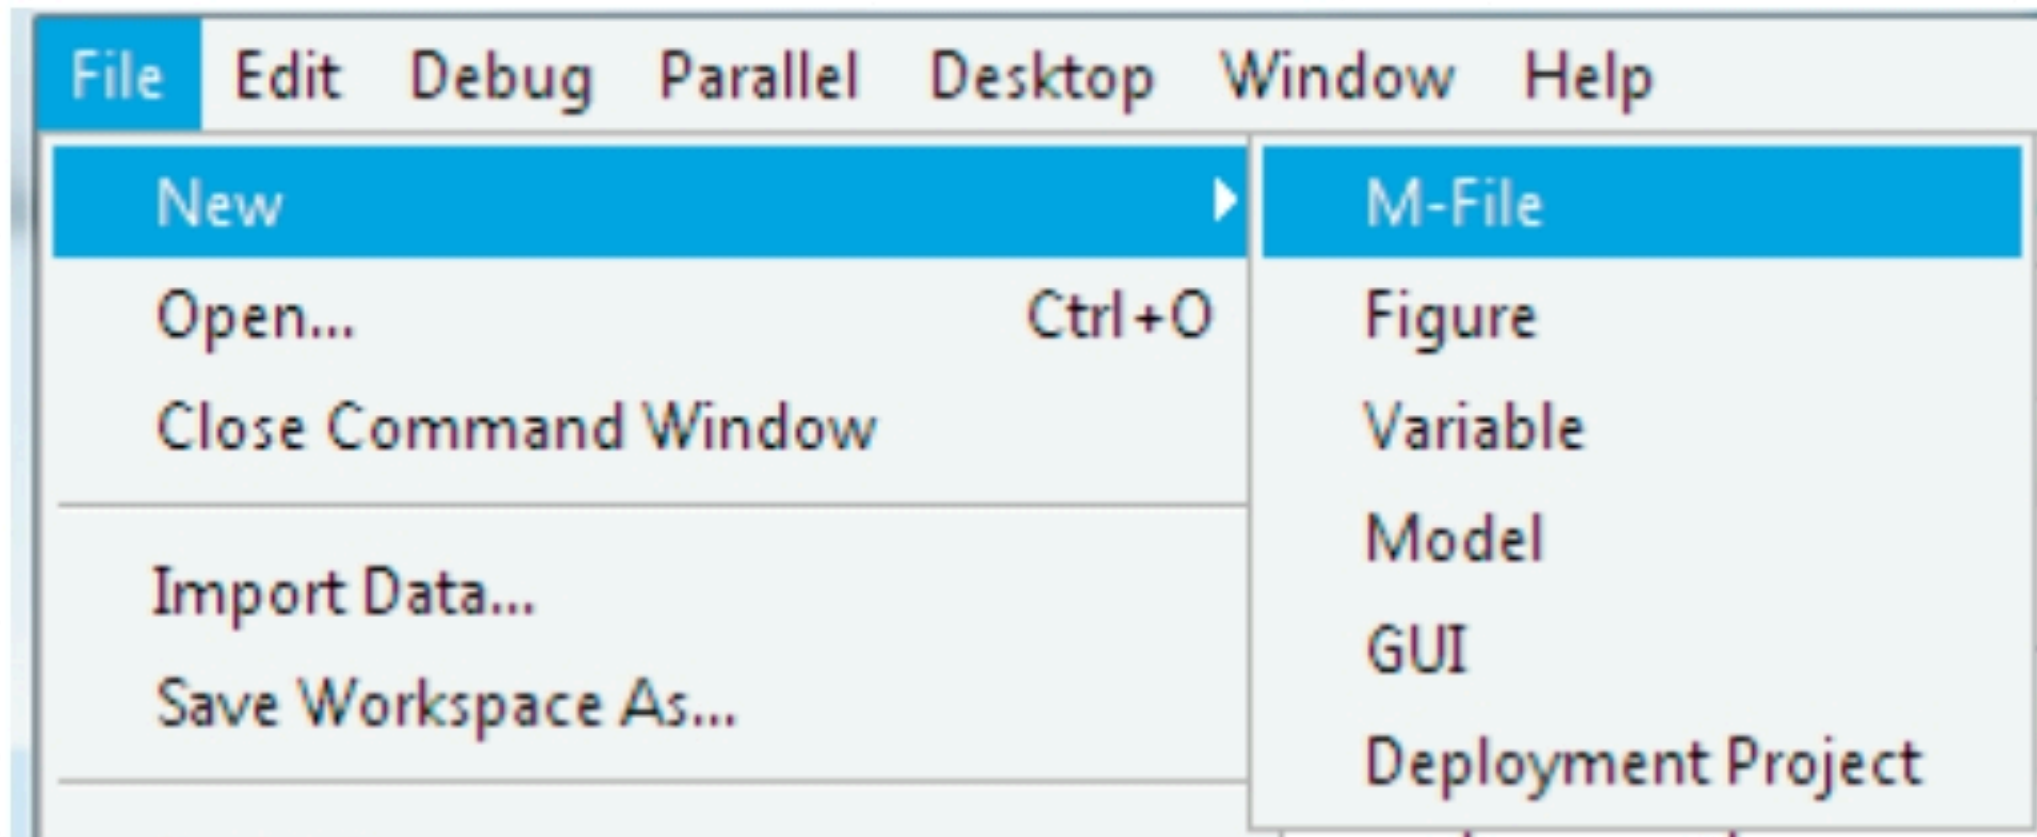 File Edit Debug Parallel Desktop Window Help
New
Open... Ctrl+O
Close Command Window
Import Data...
Save Workspace As...
M-File
Figure
Variable
Model
GUI
Deployment Project